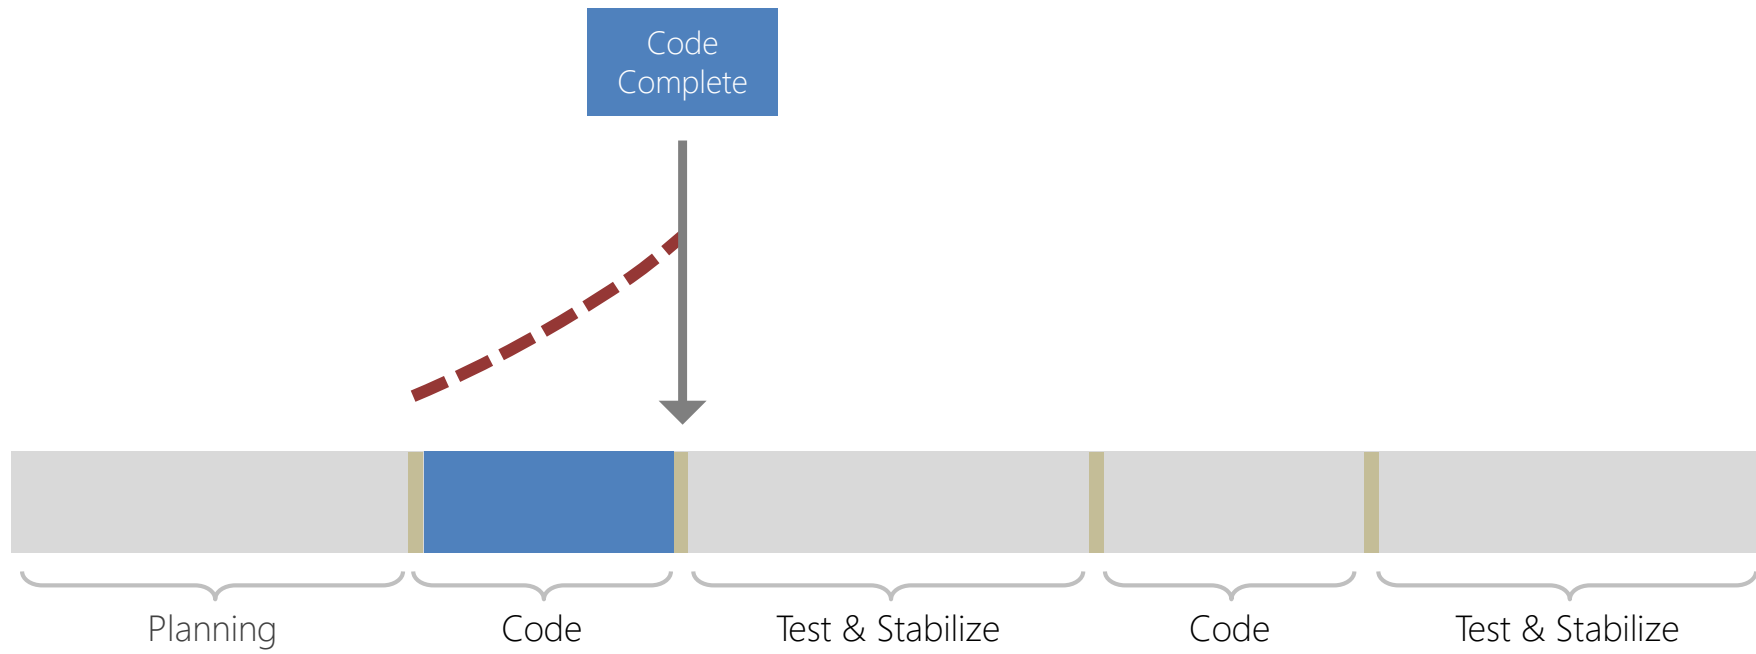 Code
Complete
Planning
Code
Test & Stabilize
Code
Test & Stabilize